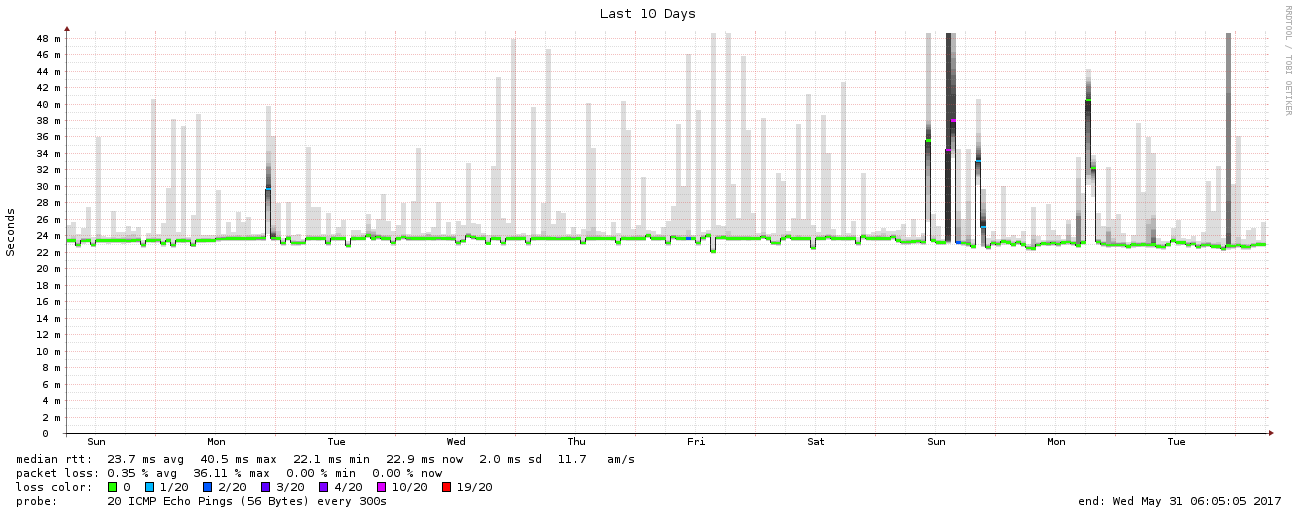 Last 10 Days
RRDTOOL / TOBI OETIKER
Seconds
48 m
46 m
44 m
42 m
40 m
38 m
36 m
34 m
32 m
30 m
28 m
26 m
24 m
22 m
20 m
18 m
16 m
14 m
12 m
10 m
8 m
6 m
4 m
2 m
0
Sun Mon Tue Wed Thu Fri Sat Sun Mon Tue
median rtt: 23.7 ms avg 40.5 ms max 22.1 ms min 22.9 ms now 2.0 ms sd 11.7 am/s
packet loss: 0.35 % avg 36.11 % max 0.00 % min 0.00 % now
loss color: 0 1/20 2/20 3/20 4/20 10/20 19/20
probe: 20 ICMP Echo Pings (56 Bytes) every 300s end: Wed May 31 06:05:05 2017